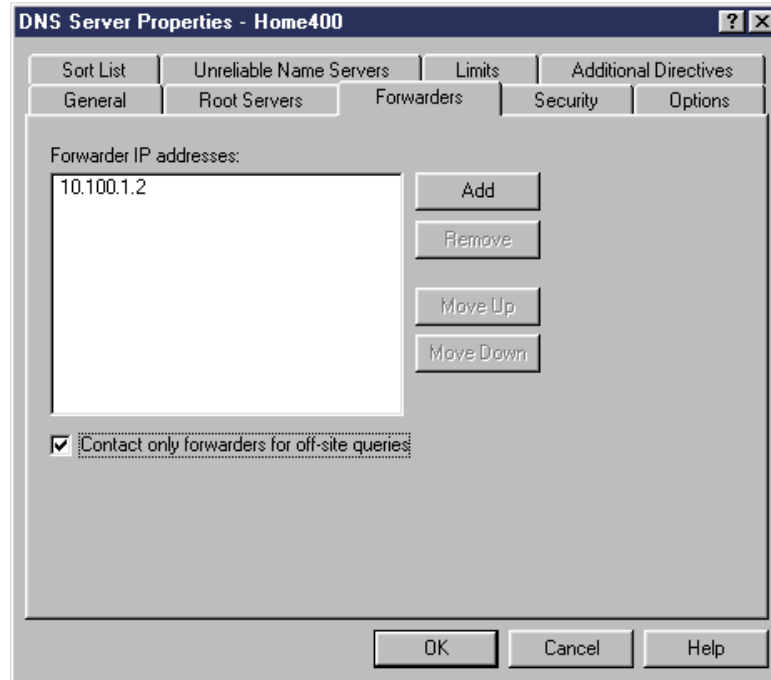 DNS Server Properties - Home400
Sort List Unreliable Name Servers Limits Additional Directives
General Root Servers Forwarders Security Options
Forwarder IP addresses:
10.100.1.2
Add
Remove
Move Up
Move Down
Contact only forwarders for off-site queries
OK Cancel Help